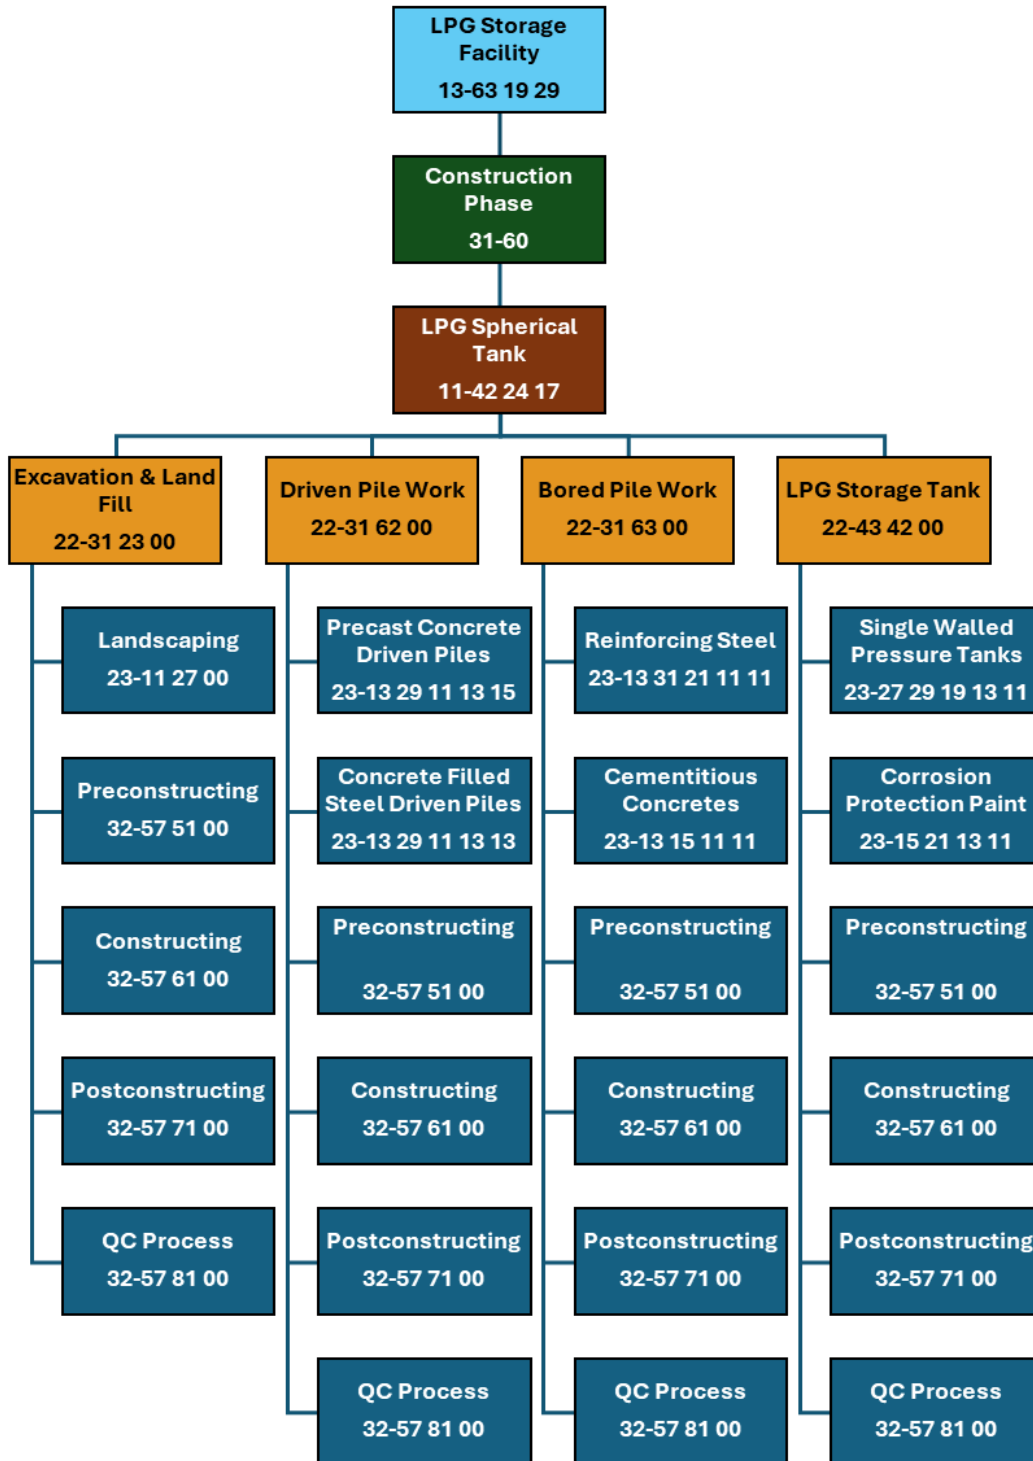 LPG Storage
Facility
13-63 19 29
Construction
Phase
31-60
LPG Spherical
Tank
11-42 24 17
Excavation & Land
Fill
22-31 23 00
Landscaping
23-11 27 00
Preconstructing
32-57 51 00
Constructing
32-57 61 00
Postconstructing
32-57 71 00
QC Process
32-57 81 00
Driven Pile Work
22-31 62 00
Precast Concrete
Driven Piles
23-13 29 11 13 15
Concrete Filled
Steel Driven Piles
23-13 29 11 13 13
Preconstructing
32-57 51 00
Constructing
32-57 61 00
Postconstructing
32-57 71 00
QC Process
32-57 81 00
Bored Pile Work
22-31 63 00
Reinforcing Steel
23-13 31 21 11 11
Cementitious
Concretes
23-13 15 11 11
Preconstructing
32-57 51 00
Constructing
32-57 61 00
Postconstructing
32-57 71 00
QC Process
32-57 81 00
LPG Storage Tank
22-43 42 00
Single Walled
Pressure Tanks
23-27 29 19 13 11
Corrosion
Protection Paint
23-15 21 13 11
Preconstructing
32-57 51 00
Constructing
32-57 61 00
Postconstructing
32-57 71 00
QC Process
32-57 81 00